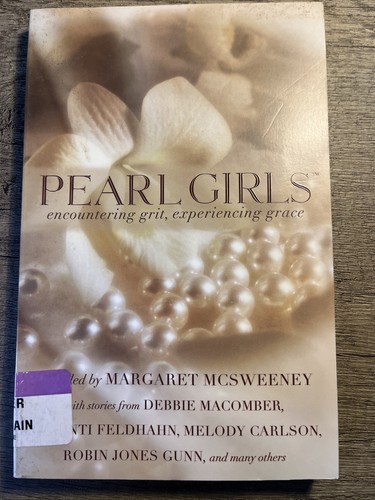 PEARL GIRLS™
encountering grit, experiencing grace
led by MARGARET MCSWEENEY
ith stories from DEBBIE MACOMBER,
NTI FELDHAHN, MELODY CARLSON,
ROBIN JONES GUNN, and many others
R
AIN